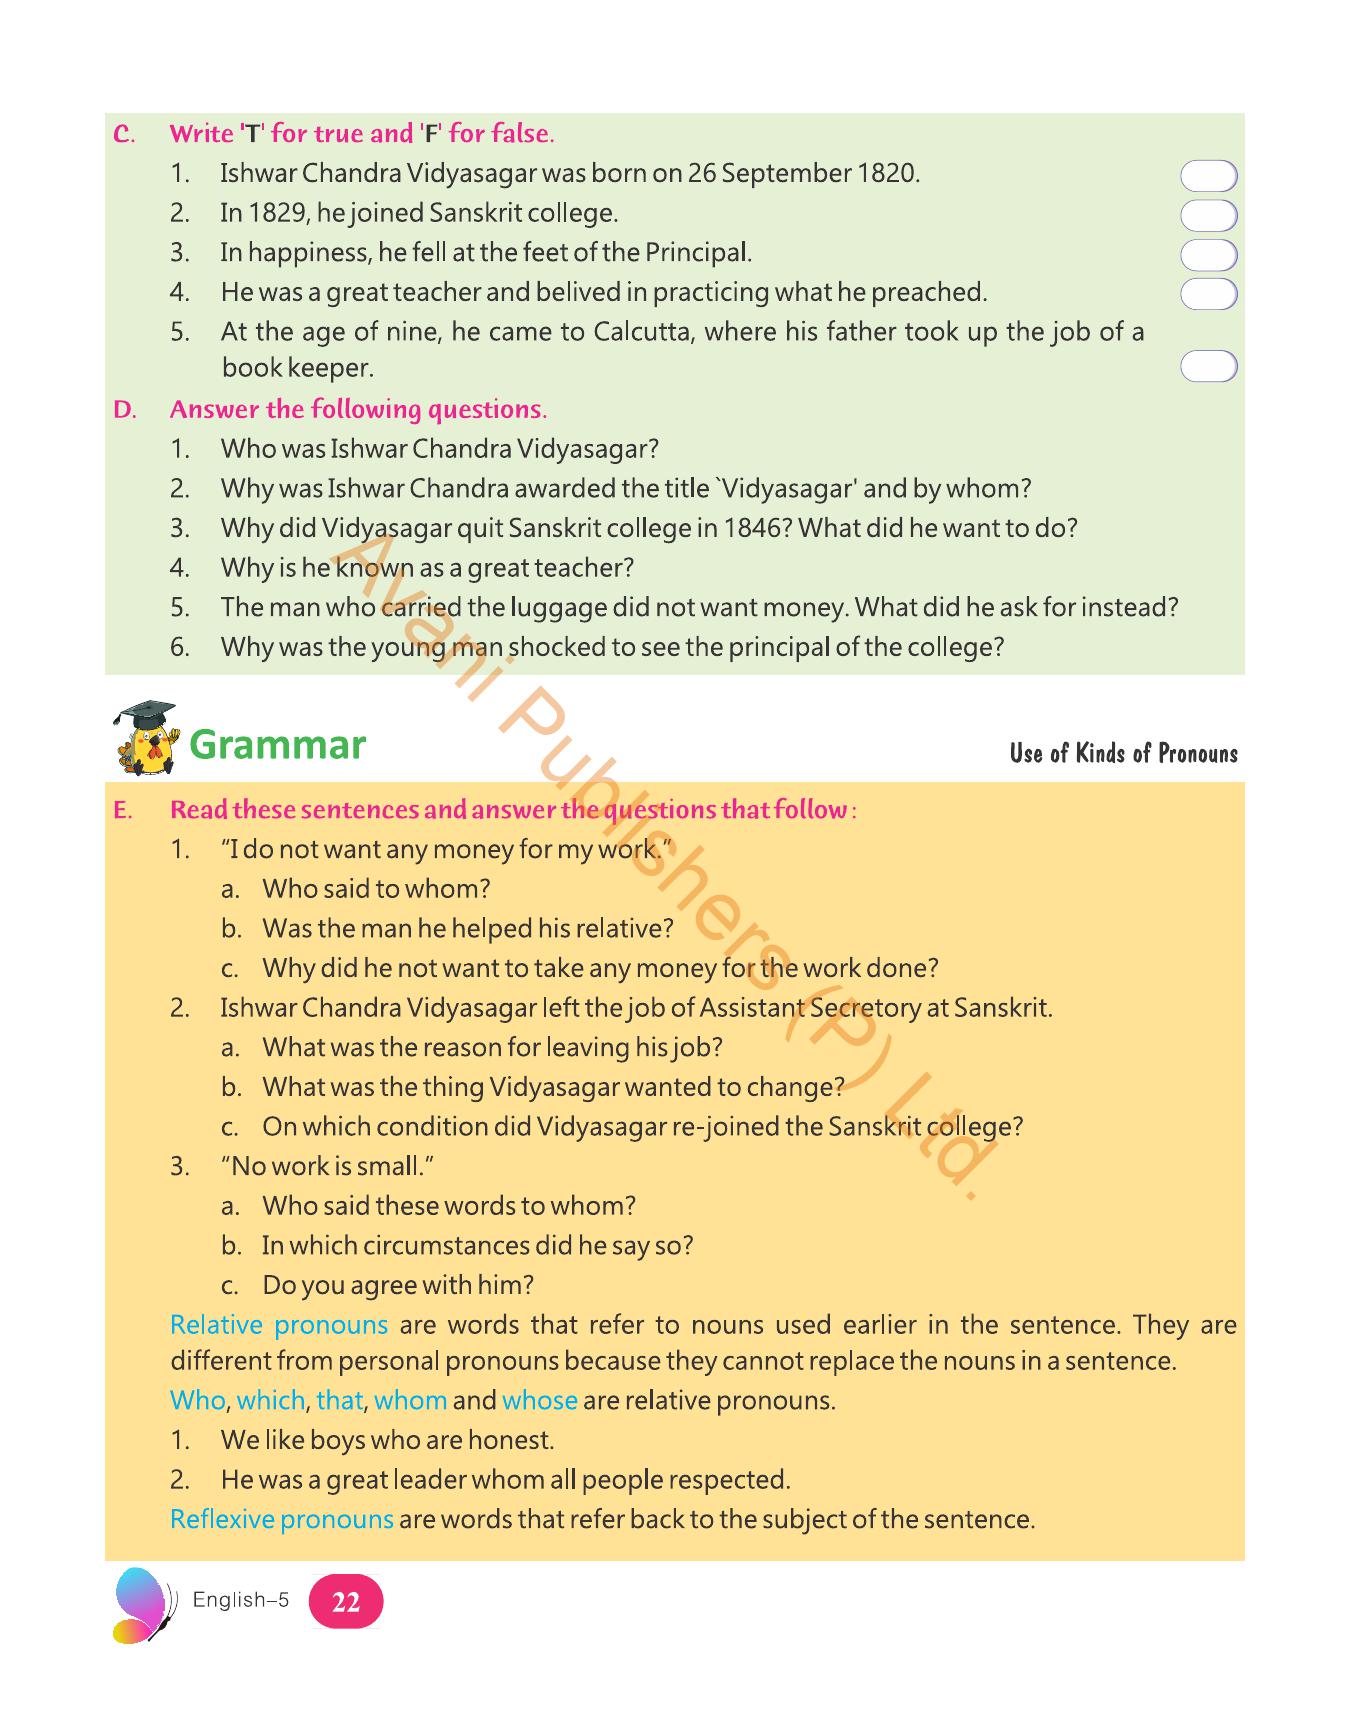 C. Write 'T' for true and 'F' for false.
1. Ishwar Chandra Vidyasagar was born on 26 September 1820.
2. In 1829, he joined Sanskrit college.
3. In happiness, he fell at the feet of the Principal.
4. He was a great teacher and belived in practicing what he preached.
5. At the age of nine, he came to Calcutta, where his father took up the job of a
book keeper.
D. Answer the following questions.
1. Who was Ishwar Chandra Vidyasagar?
2. Why was Ishwar Chandra awarded the title `Vidyasagar' and by whom?
3. Why did Vidyasagar quit Sanskrit college in 1846? What did he want to do?
4. Why is he known as a great teacher?
5. The man who carried the luggage did not want money. What did he ask for instead?
6. Why was the young man shocked to see the principal of the college?
Grammar
Use of Kinds of Pronouns
E. Read these sentences and answer the questions that follow :
1. “I do not want any money for my work.”
a. Who said to whom?
b. Was the man he helped his relative?
c. Why did he not want to take any money for the work done?
2. Ishwar Chandra Vidyasagar left the job of Assistant Secretory at Sanskrit.
a. What was the reason for leaving his job?
b. What was the thing Vidyasagar wanted to change?
c. On which condition did Vidyasagar re-joined the Sanskrit college?
3. “No work is small.”
a. Who said these words to whom?
b. In which circumstances did he say so?
c. Do you agree with him?
Relative pronouns are words that refer to nouns used earlier in the sentence. They are
different from personal pronouns because they cannot replace the nouns in a sentence.
Who, which, that, whom and whose are relative pronouns.
1. We like boys who are honest.
2. He was a great leader whom all people respected.
Reflexive pronouns are words that refer back to the subject of the sentence.
English–5 22
Avani Publishers (P) Ltd.